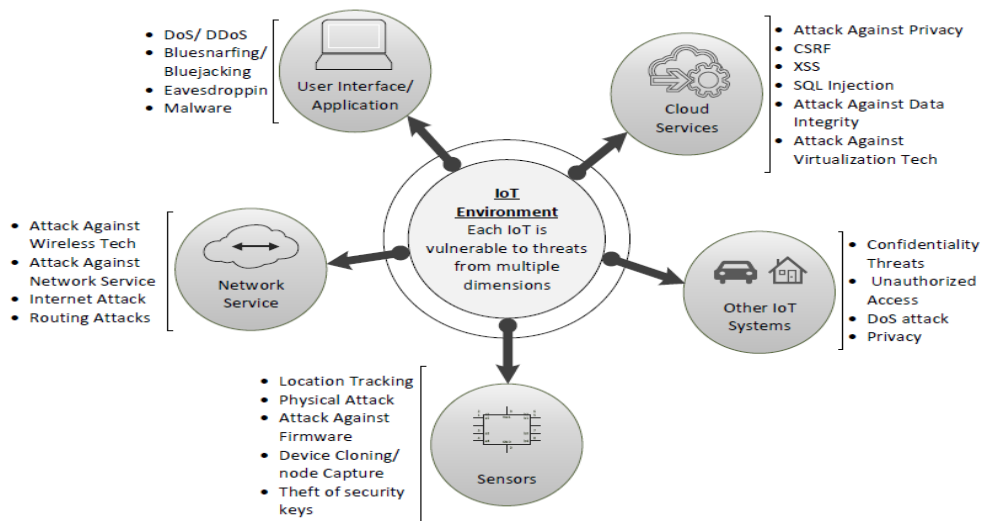 • DoS/ DDoS
• Bluesnarfing/
Bluejacking
• Eavesdroppin
• Malware
User Interface/
Application
Cloud
Services
• Attack Against Privacy
• CSRF
• XSS
• SQL Injection
• Attack Against Data
Integrity
• Attack Against
Virtualization Tech
IoT
Environment
Each IoT is
vulnerable to threats
from multiple
dimensions
• Attack Against
Wireless Tech
• Attack Against
Network Service
• Internet Attack
• Routing Attacks
Network
Service
Other IoT
Systems
• Confidentiality
Threats
• Unauthorized
Access
• DoS attack
• Privacy
• Location Tracking
• Physical Attack
• Attack Against
Firmware
• Device Cloning/
node Capture
• Theft of security
keys
Sensors